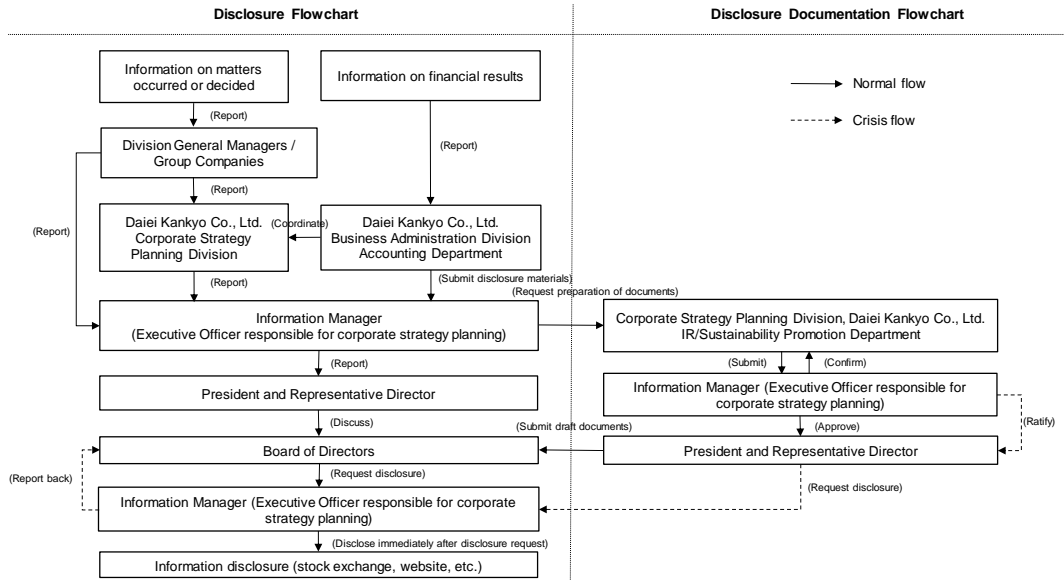 Disclosure Flowchart
Disclosure Documentation Flowchart
Information on matters
occurred or decided
Information on financial results
Normal flow
Crisis flow
(Report)
Division General Managers /
Group Companies
(Report)
(Report)
(Report)
Daiei Kankyo Co., Ltd.
Corporate Strategy
Planning Division
(Coordinate)
Daiei Kankyo Co., Ltd.
Business Administration Division
Accounting Department
(Report)
(Submit disclosure materials)
(Request preparation of documents)
Information Manager
(Executive Officer responsible for corporate strategy planning)
Corporate Strategy Planning Division, Daiei Kankyo Co., Ltd.
IR/Sustainability Promotion Department
(Report)
(Submit)
(Confirm)
President and Representative Director
Information Manager (Executive Officer responsible for
corporate strategy planning)
(Discuss)
(Submit draft documents)
(Approve)
(Ratify)
Board of Directors
President and Representative Director
(Report back)
(Request disclosure)
(Request disclosure)
Information Manager (Executive Officer responsible for corporate
strategy planning)
(Disclose immediately after disclosure request)
Information disclosure (stock exchange, website, etc.)